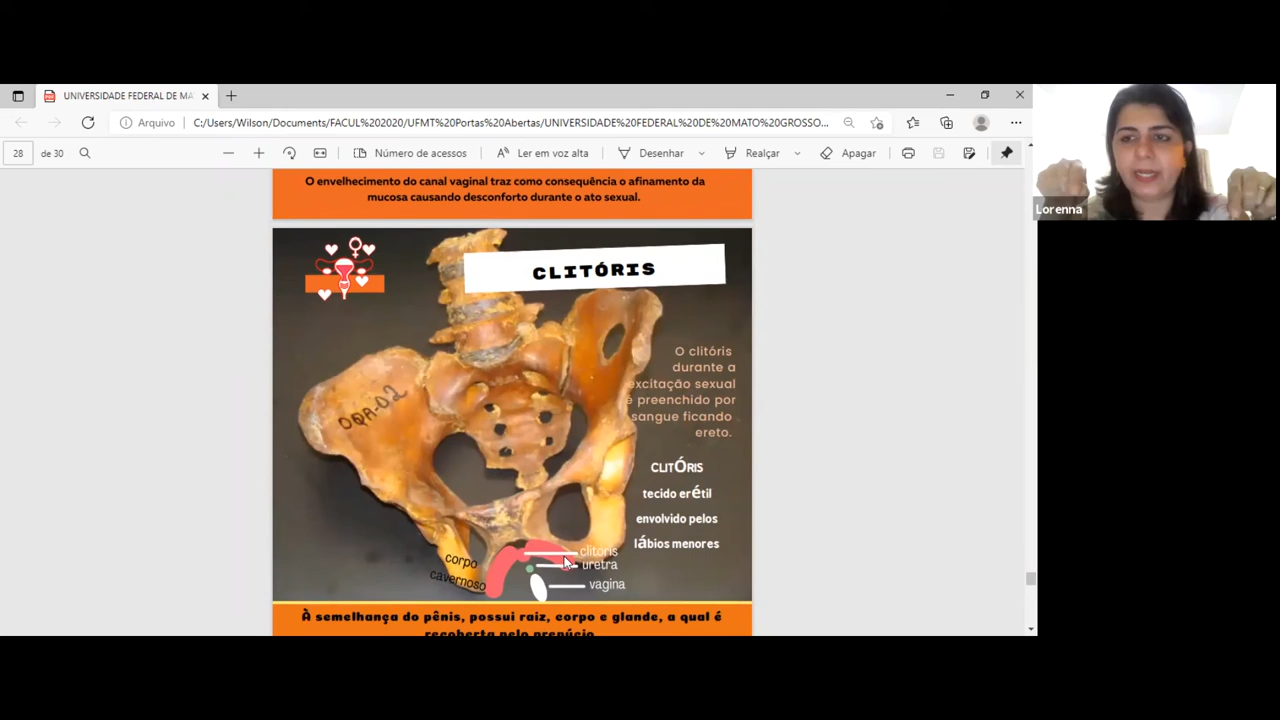 UNIVERSIDADE FEDERAL DE MA
Arquivo
C:/Users/Wilson/Documents/FACUL%202020/UFMT%20Portas%20Abertas/UNIVERSIDADE%20FEDERAL%20DE%20MATO%20GROSSO...
28 de 30
Número de acessos
Ler em voz alta
Desenhar
Realçar
Apagar
Lorenna
O envelhecimento do canal vaginal traz como consequência o afinamento da
mucosa causando desconforto durante o ato sexual.
CLITÓRIS
OQA-02
O clitóris
durante a
excitação sexual
é preenchido por
sangue ficando
ereto.
CLITÓRIS
tecido erétil
envolvido pelos
lábios menores
clitoris
uretra
vagina
corpo
cavernoso
À semelhança do pênis, possui raiz, corpo e glande, a qual é
recoberta pelo prepúcio